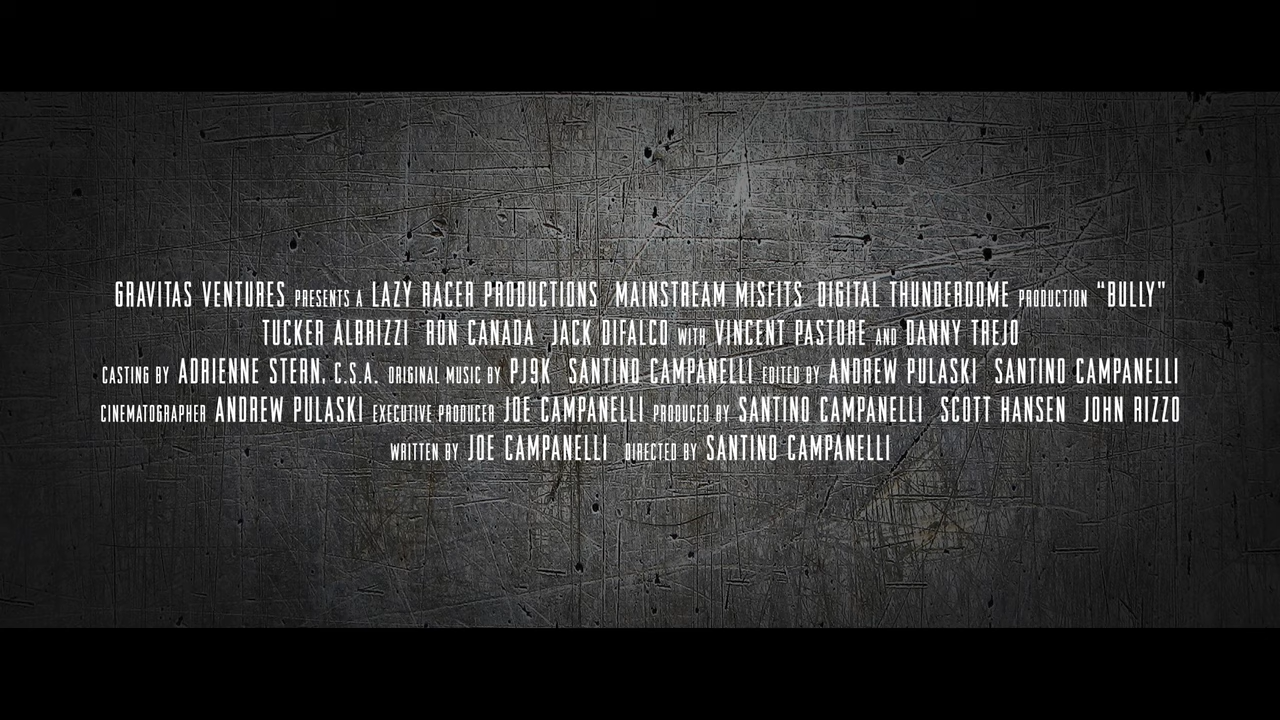 GRAVITAS VENTURES PRESENTS A LAZY RACER PRODUCTIONS MAINSTREAM MISFITS DIGITAL THUNDERDOME PRODUCTION “BULLY”
TUCKER ALBRIZZI RON CANADA JACK DIFALCO WITH VINCENT PASTORE AND DANNY TREJO
CASTING BY ADRIENNE STERN, C.S.A. ORIGINAL MUSIC BY PJ9K SANTINO CAMPANELLI EDITED BY ANDREW PULASKI SANTINO CAMPANELLI
CINEMATOGRAPHER ANDREW PULASKI EXECUTIVE PRODUCER JOE CAMPANELLI PRODUCED BY SANTINO CAMPANELLI SCOTT HANSEN JOHN RIZZO
WRITTEN BY JOE CAMPANELLI DIRECTED BY SANTINO CAMPANELLI